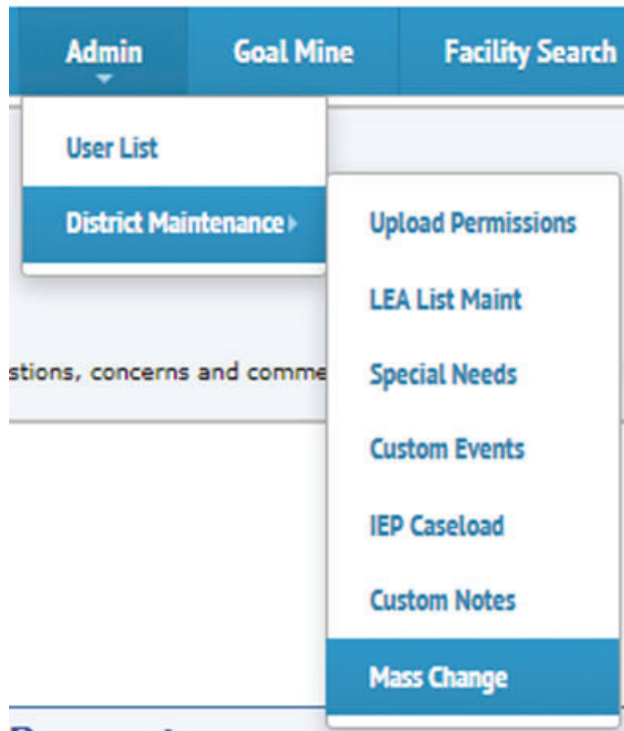 Admin Goal Mine Facility Search
User List
District Maintenance
Upload Permissions
LEA List Maint
stions, concerns and comme
Special Needs
Custom Events
IEP Caseload
Custom Notes
Mass Change